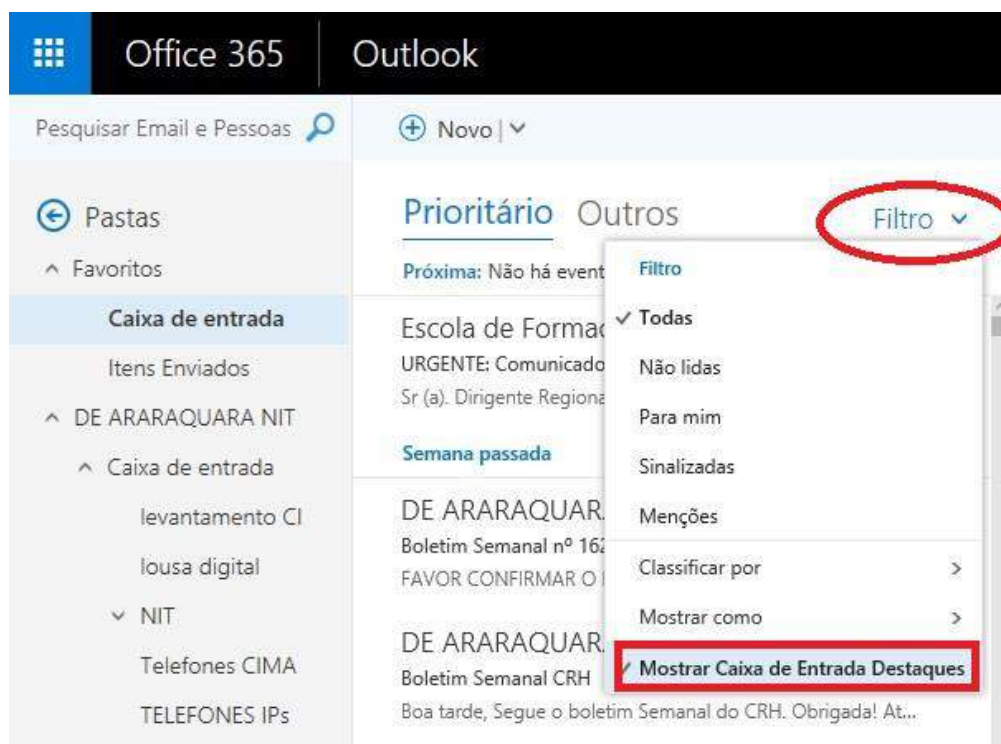 Office 365 Outlook
Pesquisar Email e Pessoas
Novo
Pastas
Favoritos
Caixa de entrada
Itens Enviados
DE ARARAQUARA NIT
Caixa de entrada
levantamento CI
lousa digital
NIT
Telefones CIMA
TELEFONES IPs
Prioritário Outros
Filtro
Próxima: Não há event
Escola de Formac
URGENTE: Comunicado
Sr (a). Dirigente Regiona
Semana passada
DE ARARAQUAR
Boletim Semanal nº 162
FAVOR CONFIRMAR O
DE ARARAQUAR
Boletim Semanal CRH
Boa tarde, Segue o boletim Semanal do CRH. Obrigada! At...
Filtro
Todas
Não lidas
Para mim
Sinalizadas
Menções
Classificar por
Mostrar como
Mostrar Caixa de Entrada Destaques